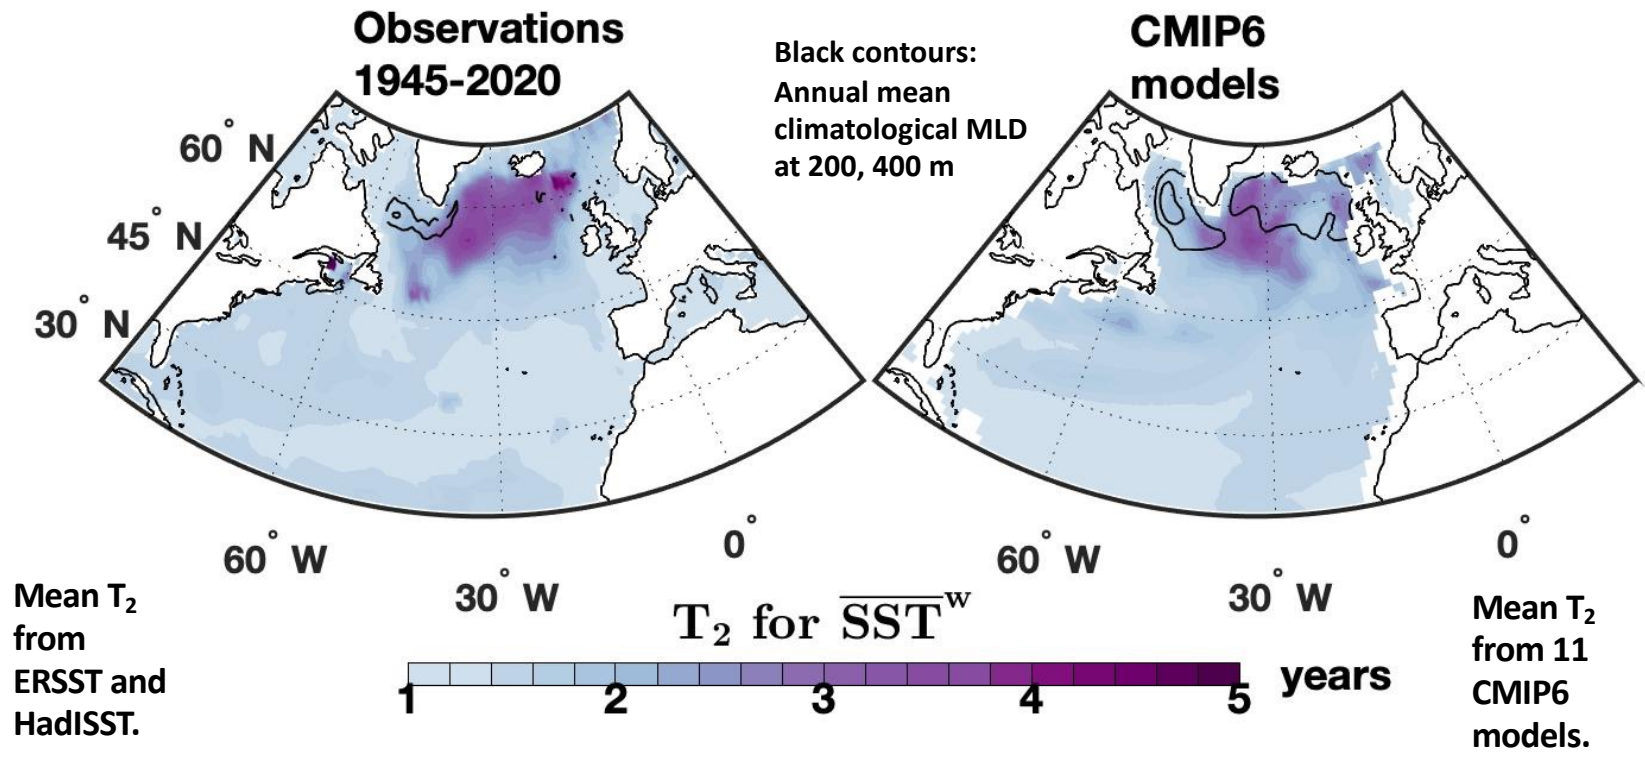 Observations
1945-2020
Black contours:
Annual mean
climatological MLD
at 200, 400 m
CMIP6
models
60° N
45° N
30° N
60° W
30° W
0°
60° W
30° W
0°
Mean T₂
from
ERSST and
HadISST.
T₂ for SST̅ʷ
1 2 3 4 5 years
Mean T₂
from 11
CMIP6
models.